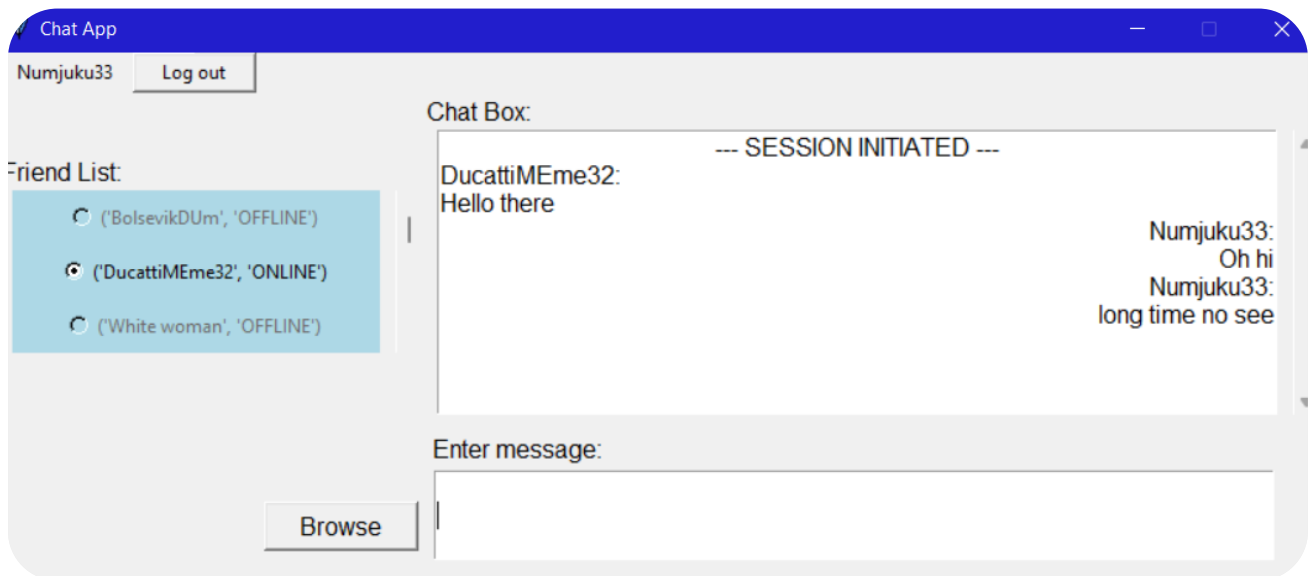 Chat App
Numjuku33
Log out
Chat Box:
--- SESSION INITIATED ---
DucattiMEme32:
Hello there
Numjuku33:
Oh hi
Numjuku33:
long time no see
Friend List:
('BolsevikDUm', 'OFFLINE')
('DucattiMEme32', 'ONLINE')
('White woman', 'OFFLINE')
Enter message:
Browse